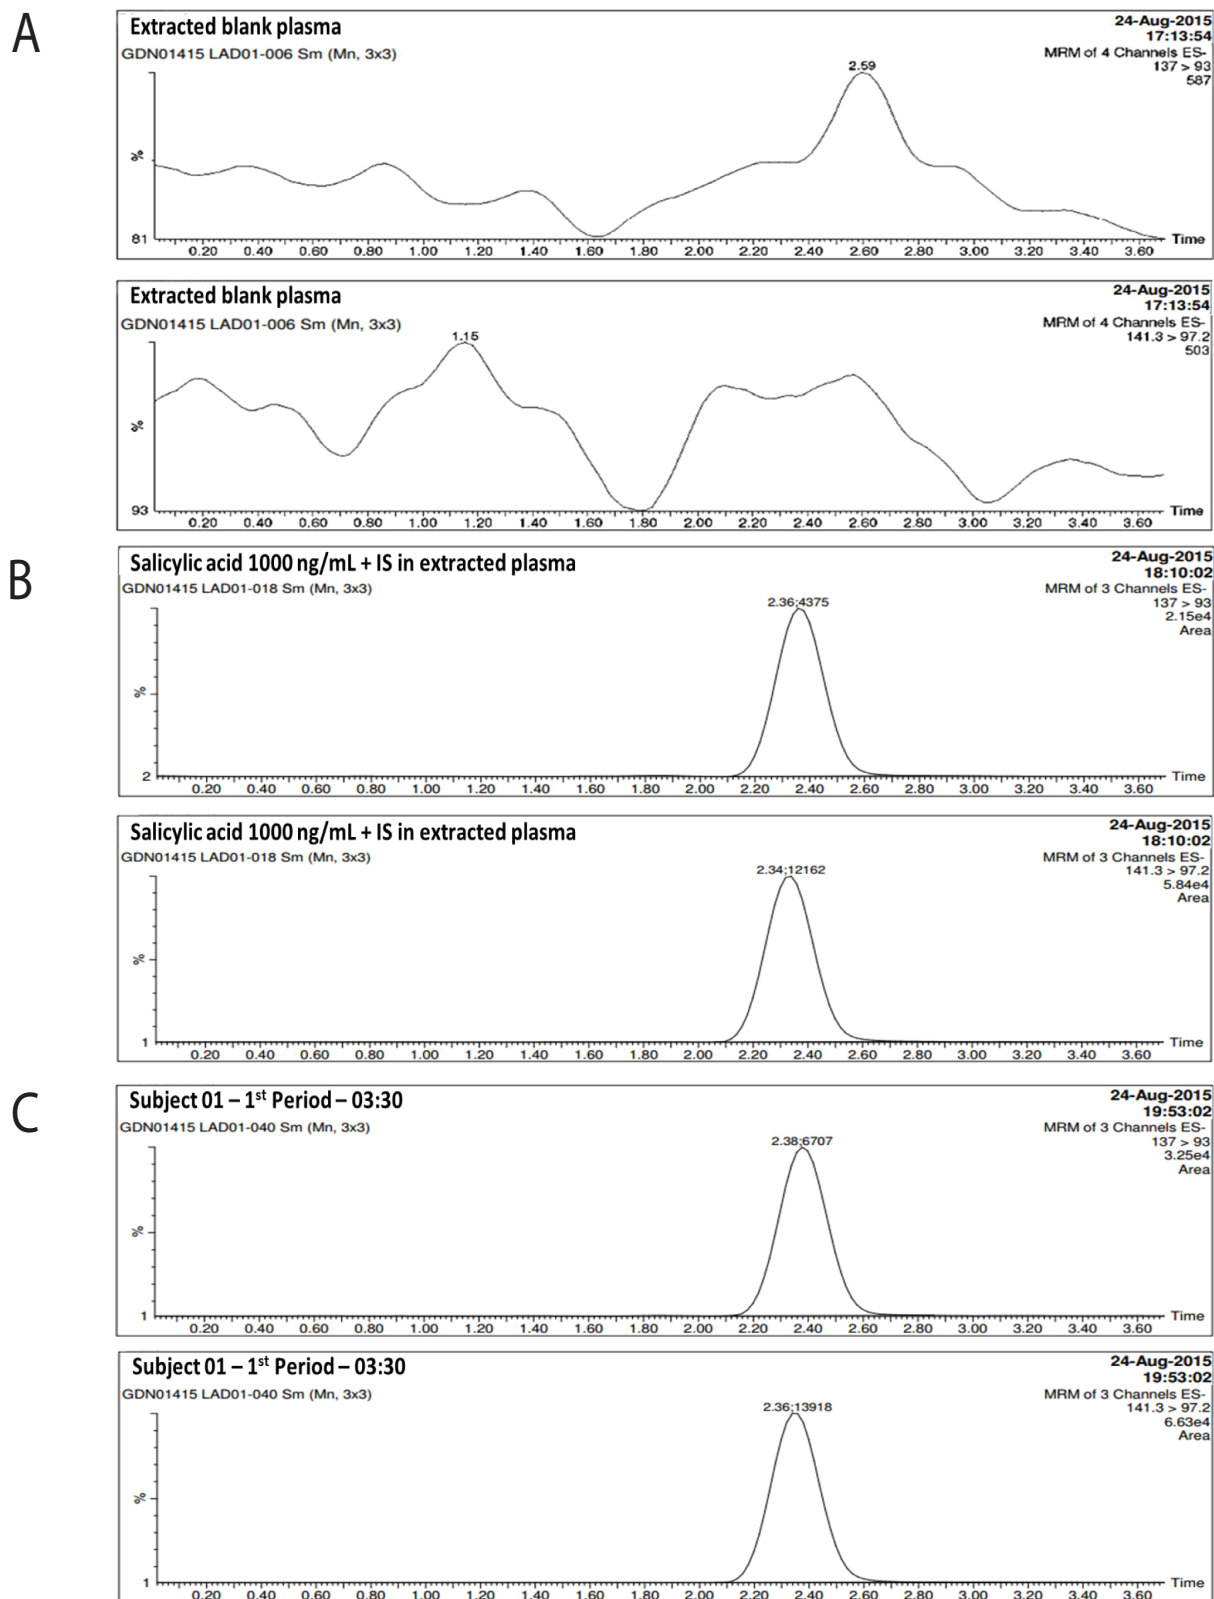 A
Extracted blank plasma
24-Aug-2015
17:13:54
GDN01415 LAD01-006 Sm (Mn, 3x3)
MRM of 4 Channels ES-
137 > 93
587
2.59
%
81
0.20 0.40 0.60 0.80 1.00 1.20 1.40 1.60 1.80 2.00 2.20 2.40 2.60 2.80 3.00 3.20 3.40 3.60 Time
Extracted blank plasma
24-Aug-2015
17:13:54
GDN01415 LAD01-006 Sm (Mn, 3x3)
MRM of 4 Channels ES-
141.3 > 97.2
503
1.15
%
93
0.20 0.40 0.60 0.80 1.00 1.20 1.40 1.60 1.80 2.00 2.20 2.40 2.60 2.80 3.00 3.20 3.40 3.60 Time
B
Salicylic acid 1000 ng/mL + IS in extracted plasma
24-Aug-2015
18:10:02
GDN01415 LAD01-018 Sm (Mn, 3x3)
MRM of 3 Channels ES-
137 > 93
2.15e4
Area
2.36;4375
%
2
0.20 0.40 0.60 0.80 1.00 1.20 1.40 1.60 1.80 2.00 2.20 2.40 2.60 2.80 3.00 3.20 3.40 3.60 Time
Salicylic acid 1000 ng/mL + IS in extracted plasma
24-Aug-2015
18:10:02
GDN01415 LAD01-018 Sm (Mn, 3x3)
MRM of 3 Channels ES-
141.3 > 97.2
5.84e4
Area
2.34;12162
%
1
0.20 0.40 0.60 0.80 1.00 1.20 1.40 1.60 1.80 2.00 2.20 2.40 2.60 2.80 3.00 3.20 3.40 3.60 Time
C
Subject 01 – 1st Period – 03:30
24-Aug-2015
19:53:02
GDN01415 LAD01-040 Sm (Mn, 3x3)
MRM of 3 Channels ES-
137 > 93
3.25e4
Area
2.38;6707
%
1
0.20 0.40 0.60 0.80 1.00 1.20 1.40 1.60 1.80 2.00 2.20 2.40 2.60 2.80 3.00 3.20 3.40 3.60 Time
Subject 01 – 1st Period – 03:30
24-Aug-2015
19:53:02
GDN01415 LAD01-040 Sm (Mn, 3x3)
MRM of 3 Channels ES-
141.3 > 97.2
6.63e4
Area
2.36;13918
%
1
0.20 0.40 0.60 0.80 1.00 1.20 1.40 1.60 1.80 2.00 2.20 2.40 2.60 2.80 3.00 3.20 3.40 3.60 Time